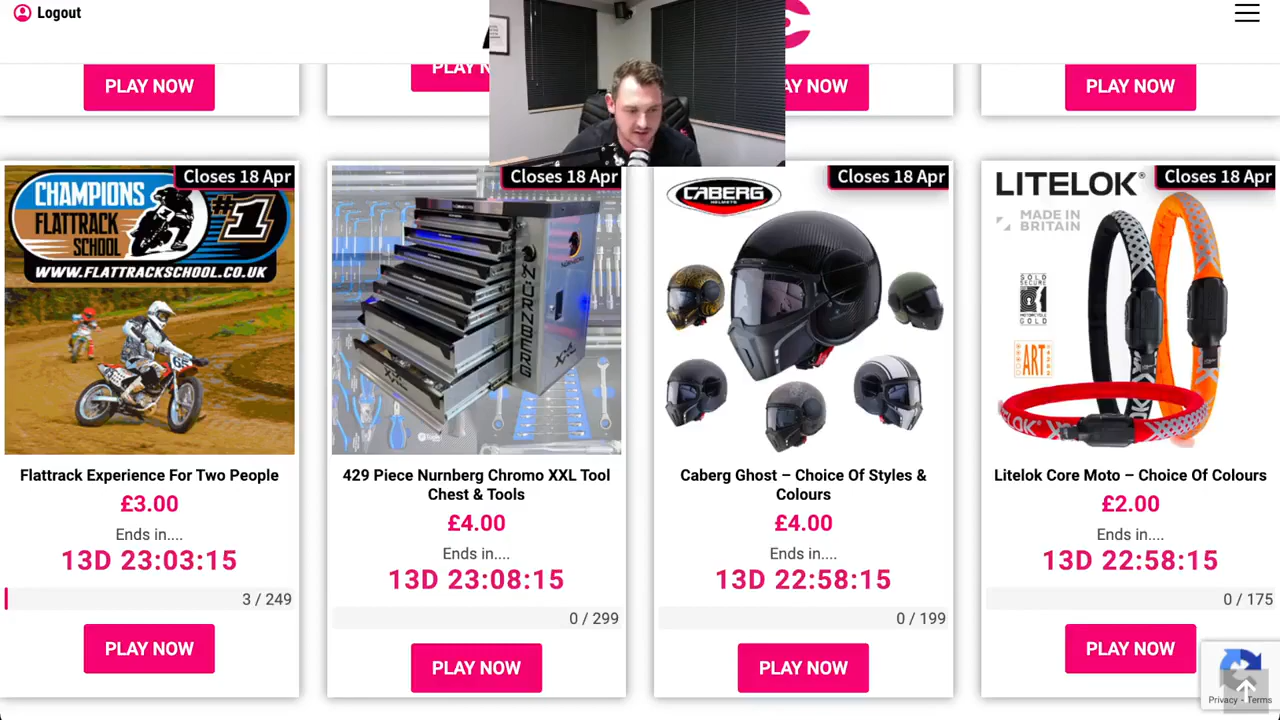 Logout
PLAY NOW
PLAY N
AY NOW
PLAY NOW
Closes 18 Apr
CHAMPIONS
FLATTRACK
SCHOOL
#1
WWW.FLATTRACKSCHOOL.CO.UK
65
Flattrack Experience For Two People
£3.00
Ends in....
13D 23:03:15
3 / 249
PLAY NOW
Closes 18 Apr
NÜRNBERG
XXL
429 Piece Nurnberg Chromo XXL Tool
Chest & Tools
£4.00
Ends in....
13D 23:08:15
0 / 299
PLAY NOW
Closes 18 Apr
CABERG
HELMETS
Caberg Ghost – Choice Of Styles &
Colours
£4.00
Ends in....
13D 22:58:15
0 / 199
PLAY NOW
Closes 18 Apr
LITELOK®
MADE IN
BRITAIN
SOLD
SECURE
MOTORCYCLE
GOLD
ART
Litelok Core Moto – Choice Of Colours
£2.00
Ends in....
13D 22:58:15
0 / 175
PLAY NOW
Privacy - Terms